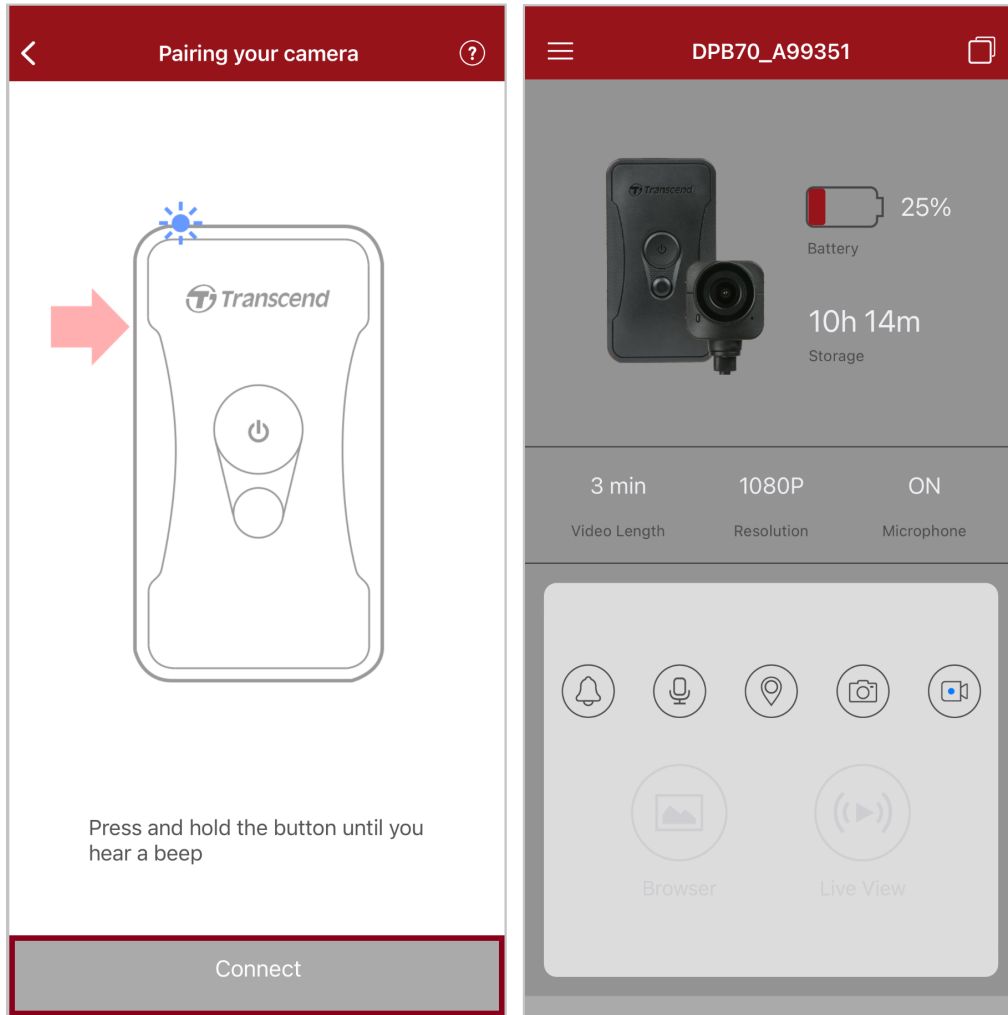 Pairing your camera
?
Transcend
Press and hold the button until you
hear a beep
Connect
DPB70_A99351
Transcend
25%
Battery
10h 14m
Storage
3 min 1080P ON
Video Length Resolution Microphone
Browser Live View